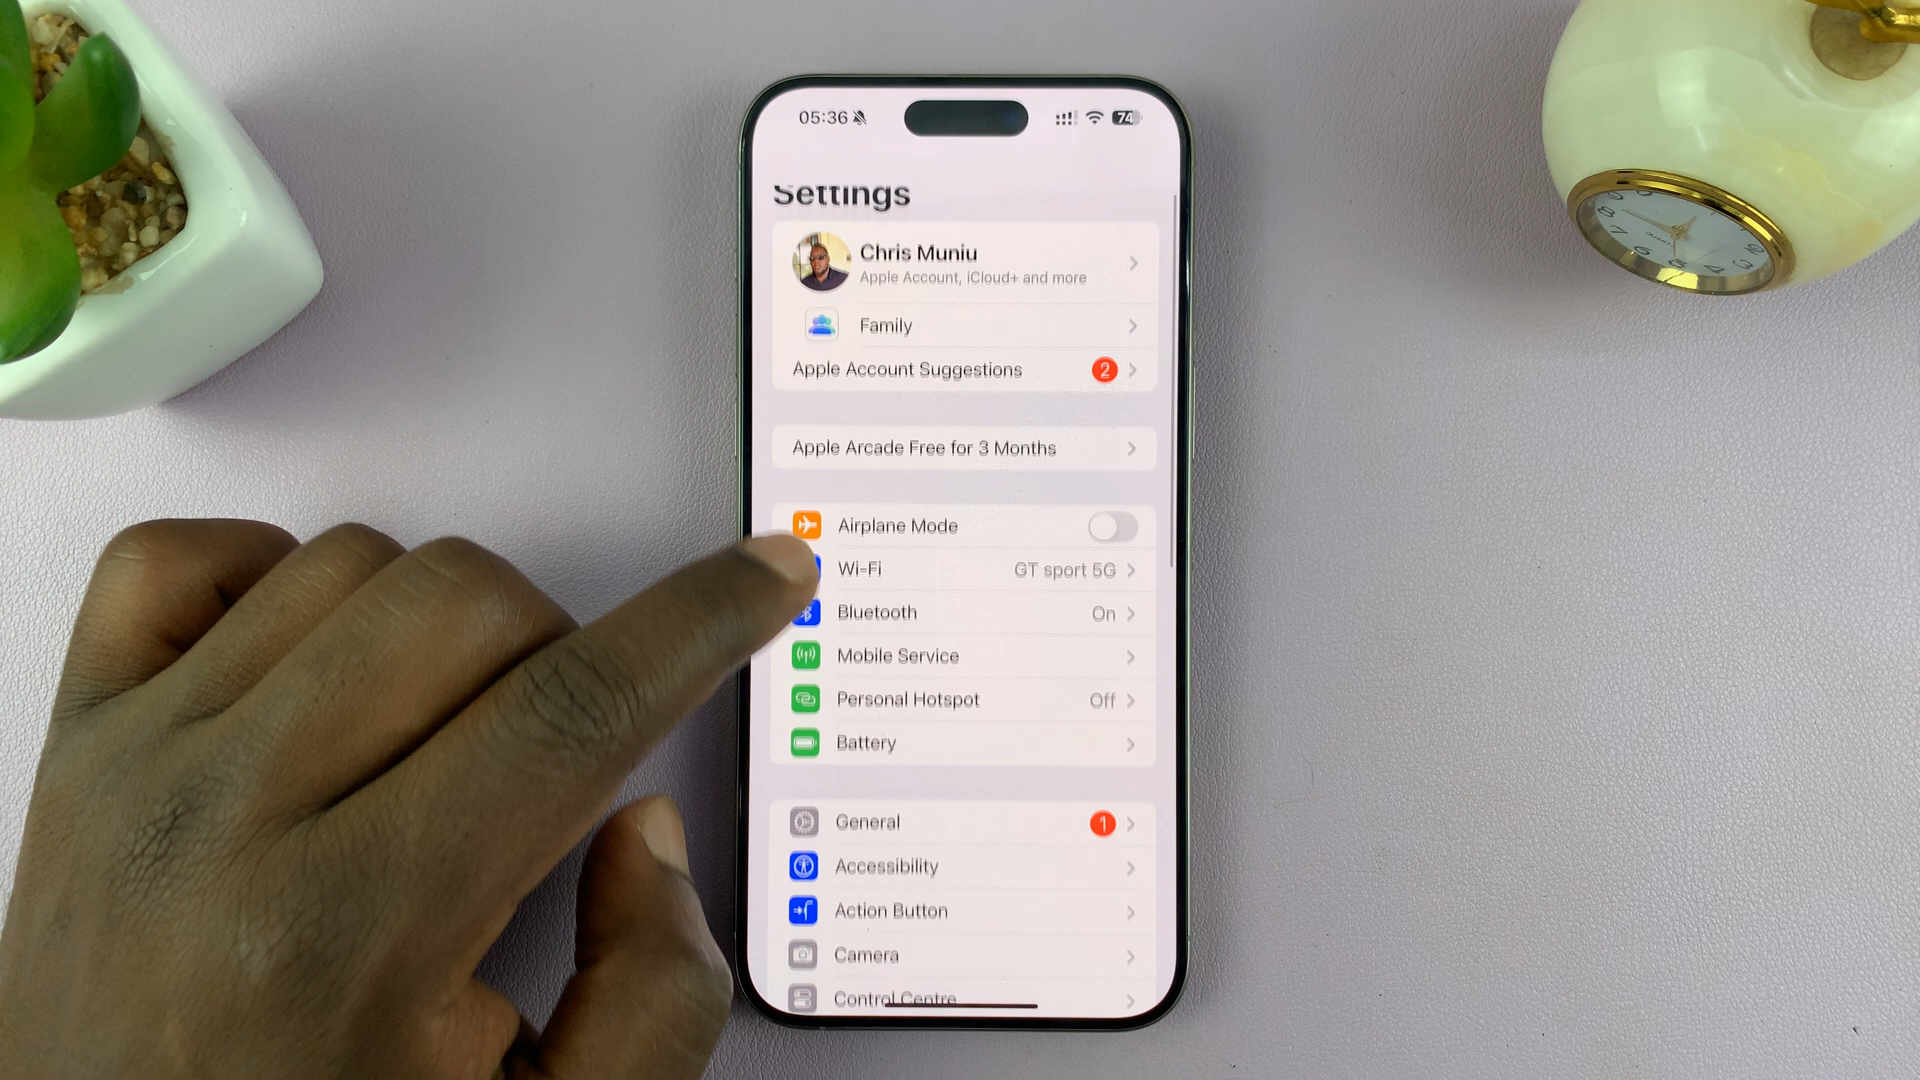 05:36
74
Settings
Chris Muniu
Apple Account, iCloud+ and more
Family
Apple Account Suggestions 2
Apple Arcade Free for 3 Months
Airplane Mode
Wi-Fi GT sport 5G
Bluetooth On
Mobile Service
Personal Hotspot Off
Battery
General 1
Accessibility
Action Button
Camera
Control Centre